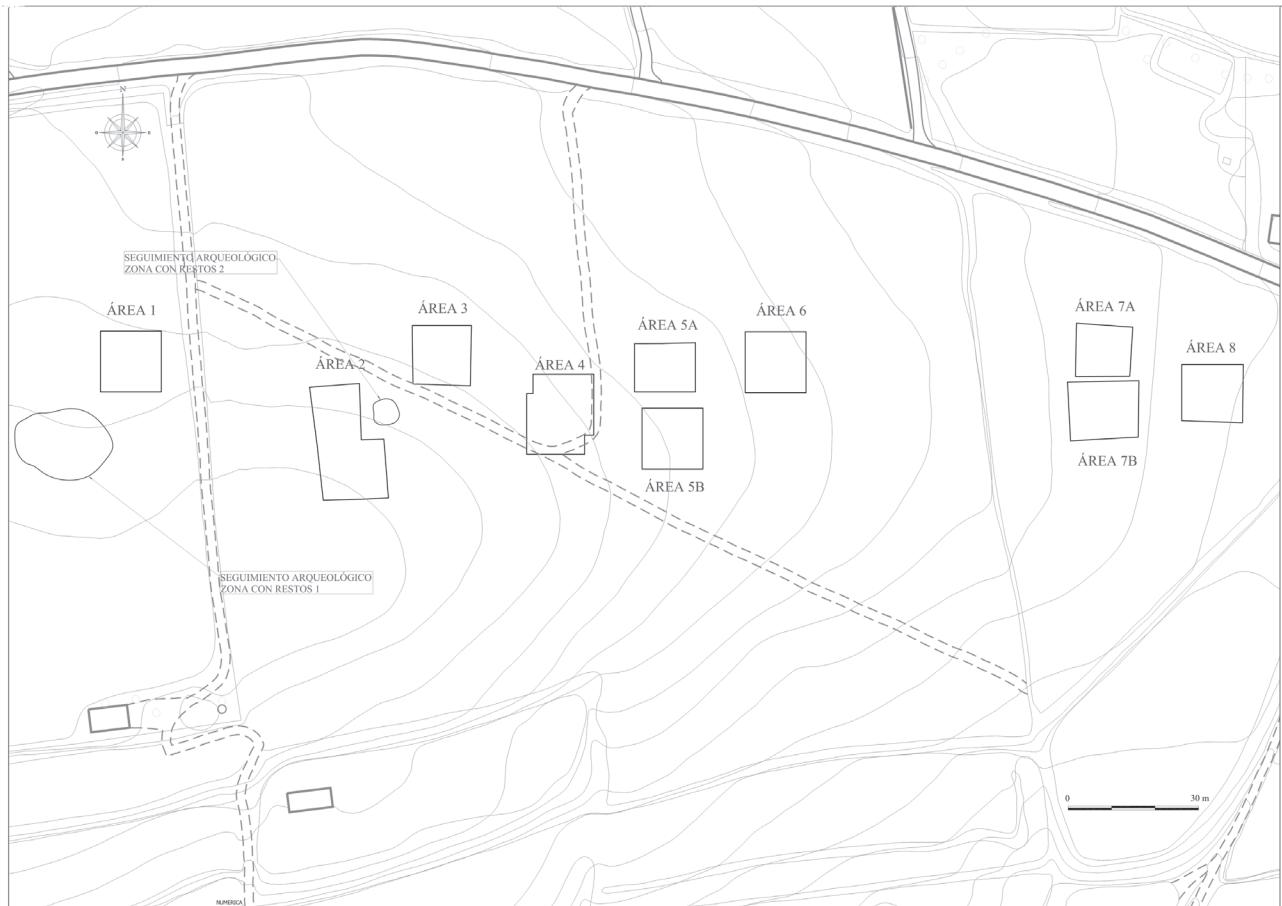 N
SEGUIMIENTO ARQUEOLÓGICO
ZONA CON RESTOS 2
ÁREA 1
ÁREA 2
ÁREA 3
ÁREA 4
ÁREA 5A
ÁREA 6
ÁREA 7A
ÁREA 8
ÁREA 5B
ÁREA 7B
SEGUIMIENTO ARQUEOLÓGICO
ZONA CON RESTOS 1
0 30 m
NUMERICA